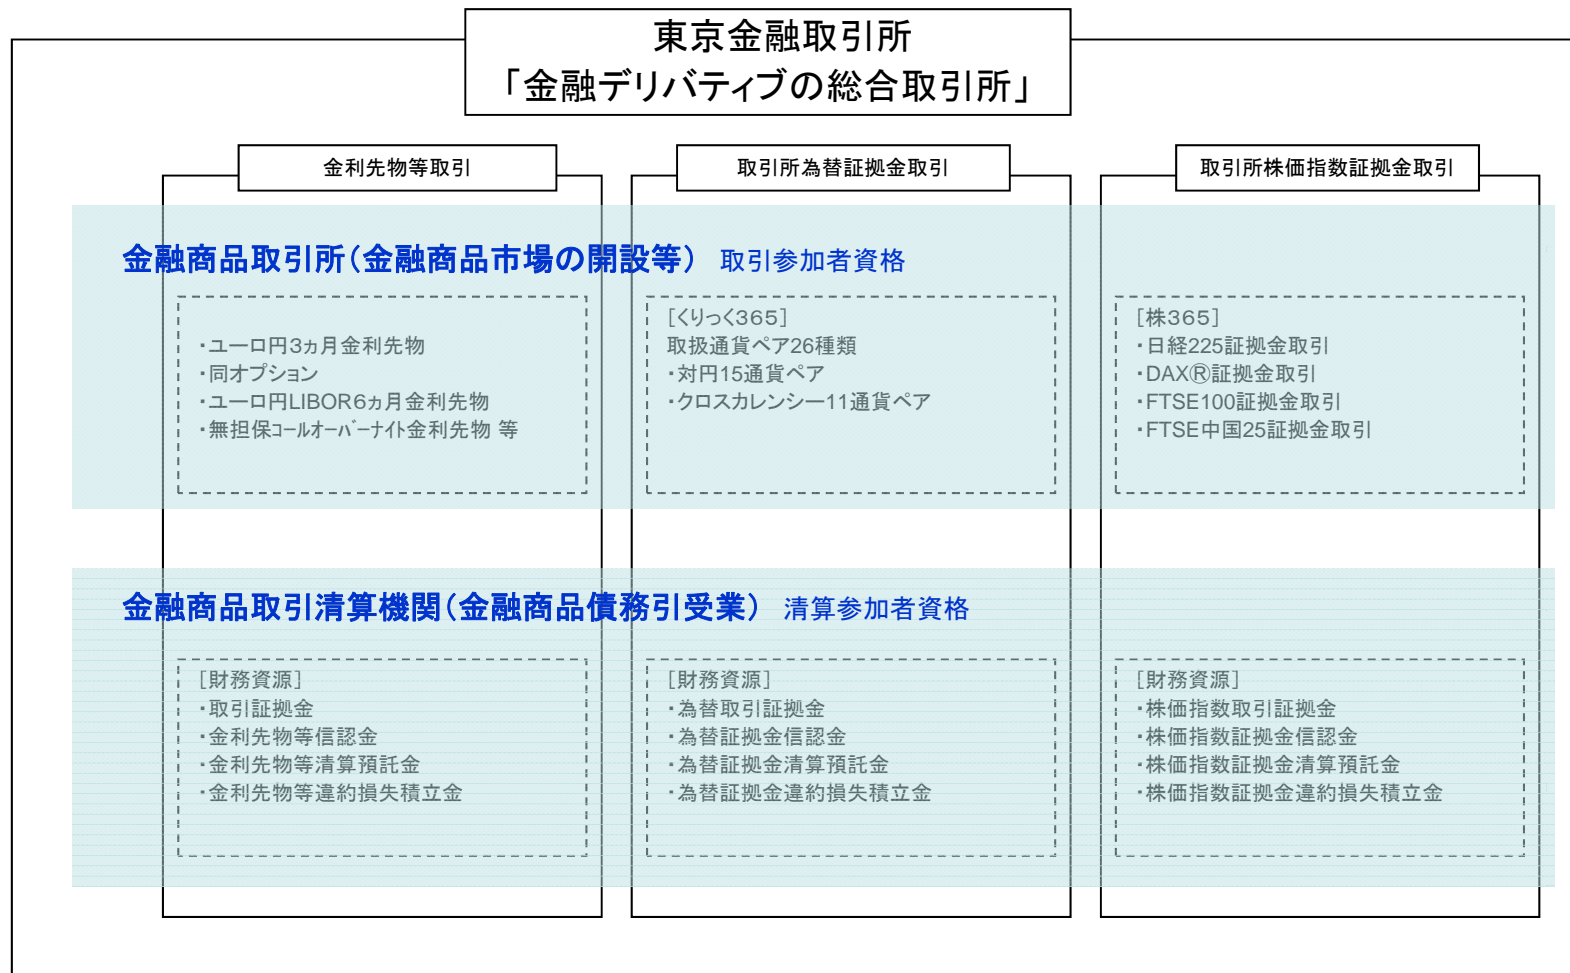 東京金融取引所
「金融デリバティブの総合取引所」
金利先物等取引
取引所為替証拠金取引
取引所株価指数証拠金取引
金融商品取引所(金融商品市場の開設等) 取引参加者資格
・ユーロ円3ヵ月金利先物
・同オプション
・ユーロ円LIBOR6ヵ月金利先物
・無担保ｺｰﾙｵｰﾊﾞｰﾅｲﾄ金利先物 等
[くりっく365]
取扱通貨ペア26種類
・対円15通貨ペア
・クロスカレンシー11通貨ペア
[株365]
・日経225証拠金取引
・DAXⓇ証拠金取引
・FTSE100証拠金取引
・FTSE中国25証拠金取引
金融商品取引清算機関(金融商品債務引受業) 清算参加者資格
[財務資源]
・取引証拠金
・金利先物等信認金
・金利先物等清算預託金
・金利先物等違約損失積立金
[財務資源]
・為替取引証拠金
・為替証拠金信認金
・為替証拠金清算預託金
・為替証拠金違約損失積立金
[財務資源]
・株価指数取引証拠金
・株価指数証拠金信認金
・株価指数証拠金清算預託金
・株価指数証拠金違約損失積立金